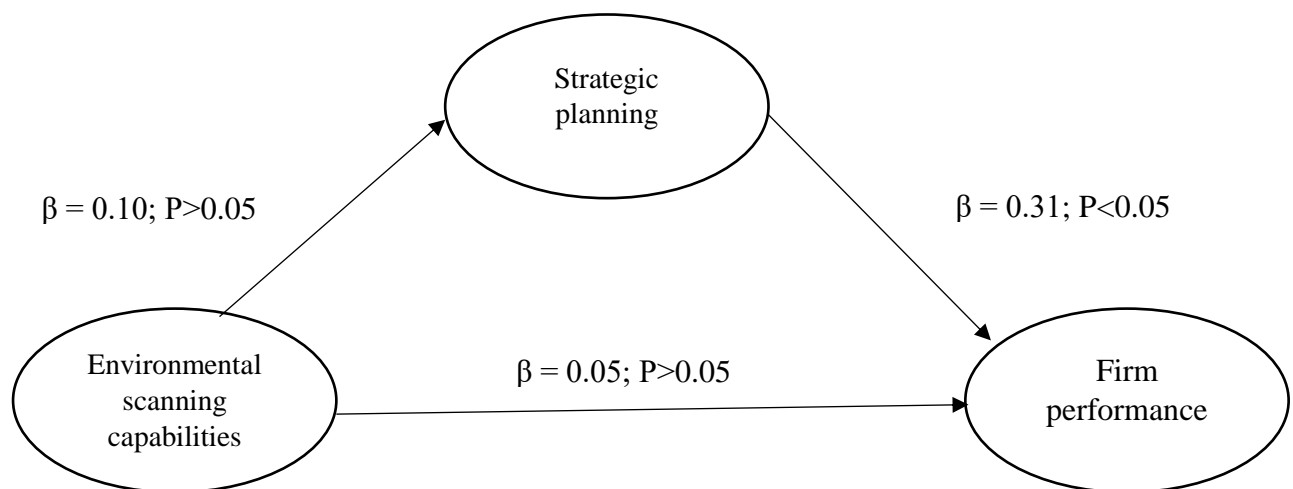 Strategic
planning
β = 0.10; P>0.05
β = 0.31; P<0.05
Environmental
scanning
capabilities
β = 0.05; P>0.05
Firm
performance